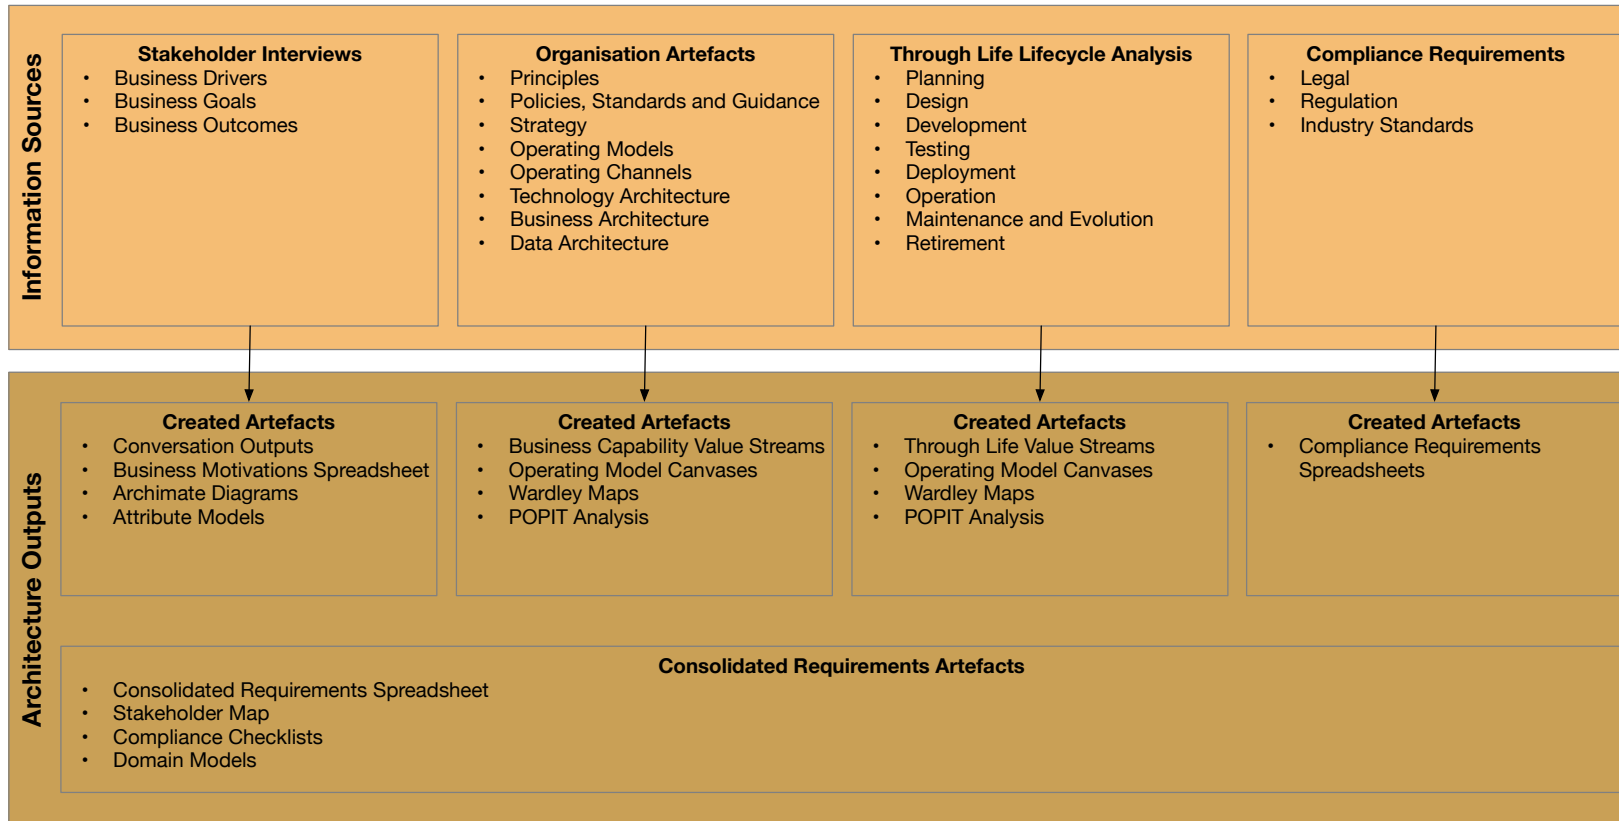 Information Sources
Stakeholder Interviews
• Business Drivers
• Business Goals
• Business Outcomes
Organisation Artefacts
• Principles
• Policies, Standards and Guidance
• Strategy
• Operating Models
• Operating Channels
• Technology Architecture
• Business Architecture
• Data Architecture
Through Life Lifecycle Analysis
• Planning
• Design
• Development
• Testing
• Deployment
• Operation
• Maintenance and Evolution
• Retirement
Compliance Requirements
• Legal
• Regulation
• Industry Standards
Architecture Outputs
Created Artefacts
• Conversation Outputs
• Business Motivations Spreadsheet
• Archimate Diagrams
• Attribute Models
Created Artefacts
• Business Capability Value Streams
• Operating Model Canvases
• Wardley Maps
• POPIT Analysis
Created Artefacts
• Through Life Value Streams
• Operating Model Canvases
• Wardley Maps
• POPIT Analysis
Created Artefacts
• Compliance Requirements
Spreadsheets
Consolidated Requirements Artefacts
• Consolidated Requirements Spreadsheet
• Stakeholder Map
• Compliance Checklists
• Domain Models